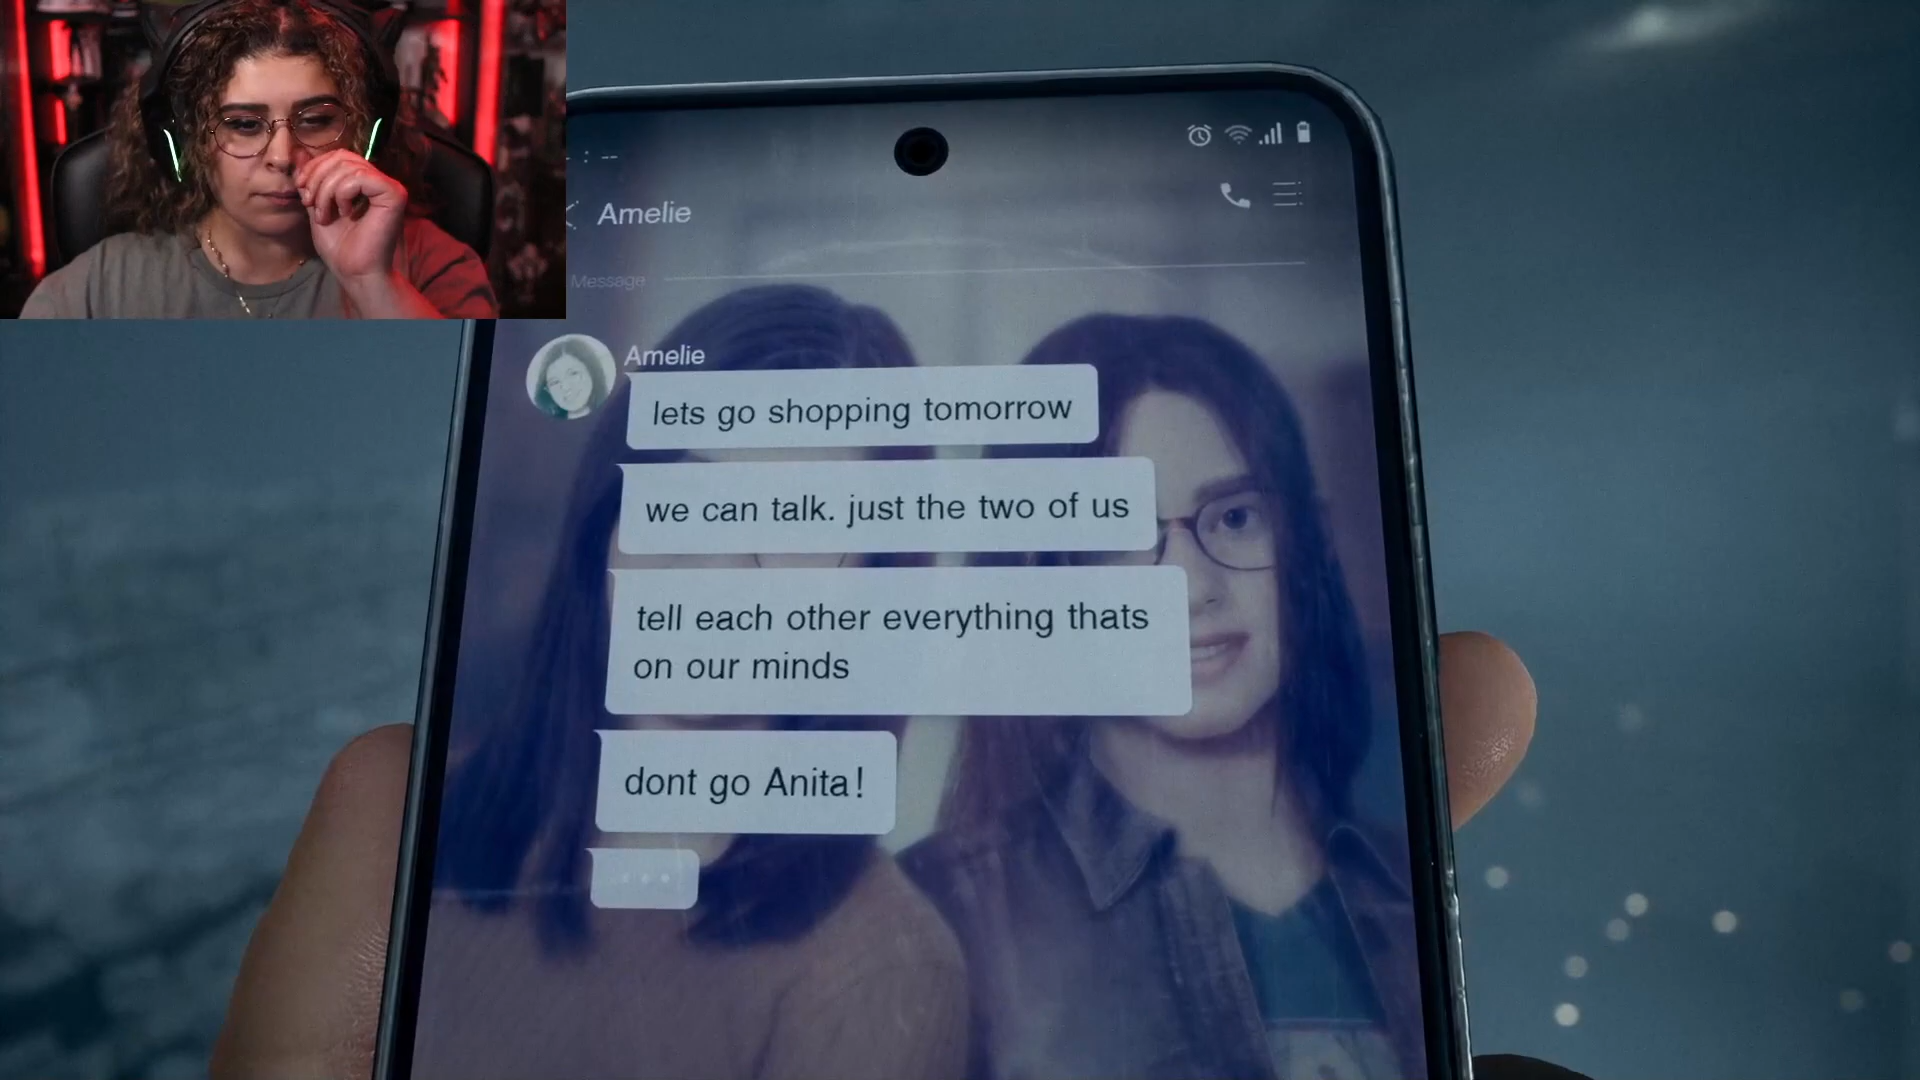 : --
Amelie
Message
Amelie
lets go shopping tomorrow
we can talk. just the two of us
tell each other everything thats
on our minds
dont go Anita!
...